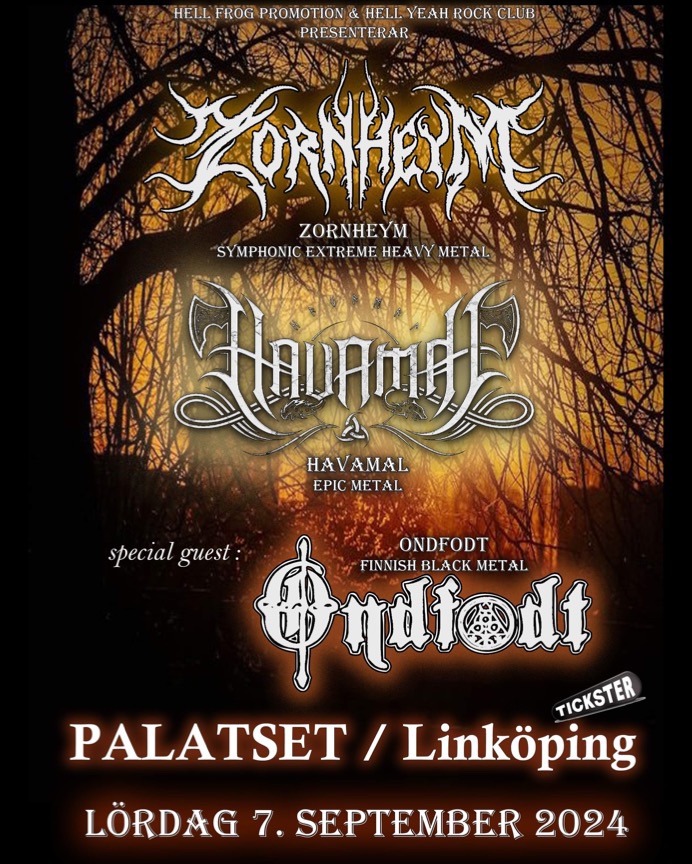 HELL FROG PROMOTION & HELL YEAH ROCK CLUB
PRESENTERAR
ZORNHEYM
ZORNHEYM
SYMPHONIC EXTREME HEAVY METAL
HAVAMAL
HAVAMAL
EPIC METAL
special guest :
ONDFODT
FINNISH BLACK METAL
Ondfodt
TICKSTER
PALATSET / Linköping
LÖRDAG 7. SEPTEMBER 2024